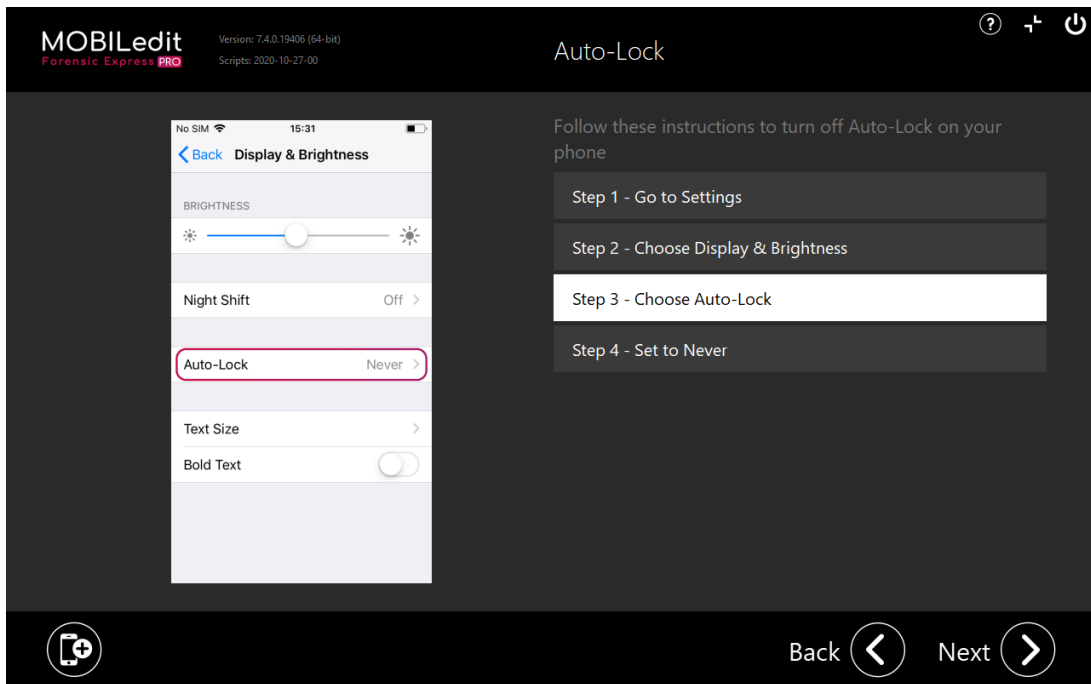 MOBILedit
Forensic Express PRO
Version: 7.4.0.19406 (64-bit)
Scripts: 2020-10-27-00
Auto-Lock
?
No SIM 15:31
Back Display & Brightness
BRIGHTNESS
Night Shift Off
Auto-Lock Never
Text Size
Bold Text
Follow these instructions to turn off Auto-Lock on your
phone
Step 1 - Go to Settings
Step 2 - Choose Display & Brightness
Step 3 - Choose Auto-Lock
Step 4 - Set to Never
Back
Next